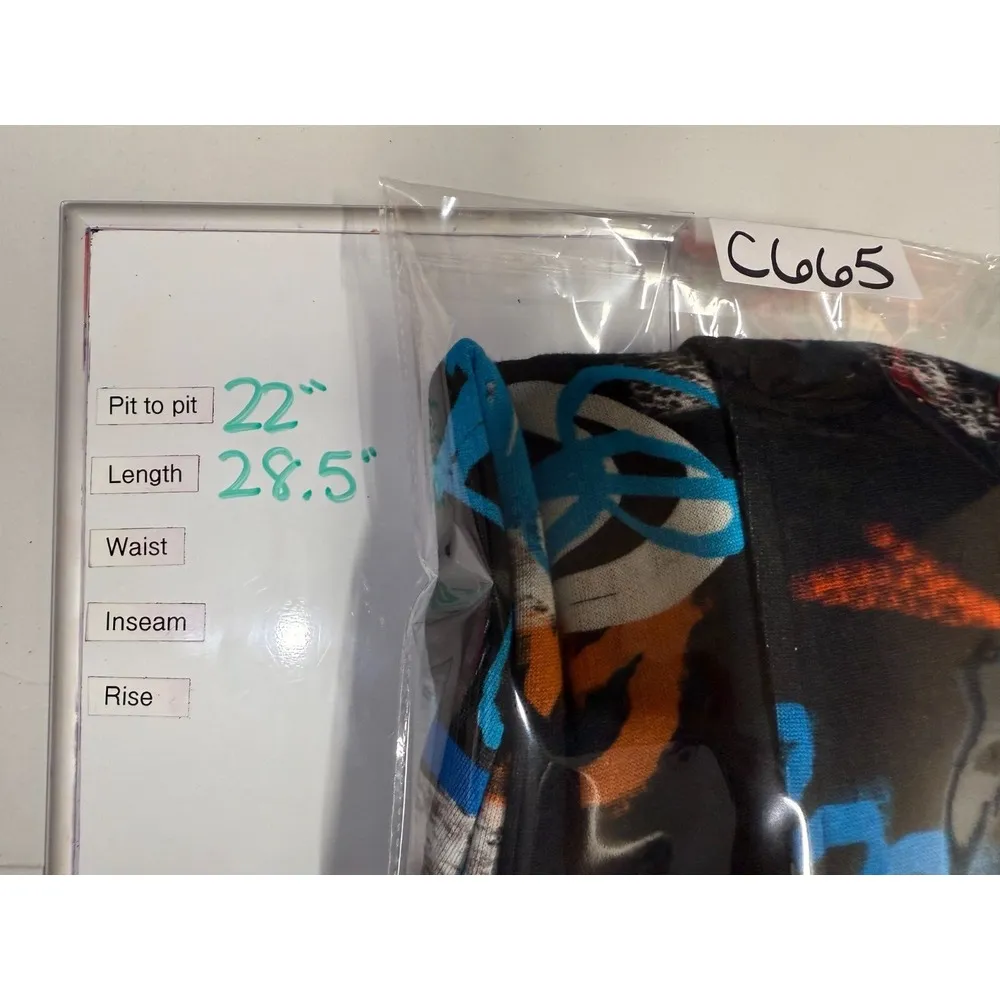 C665
Pit to pit 22"
Length 28.5"
Waist
Inseam
Rise